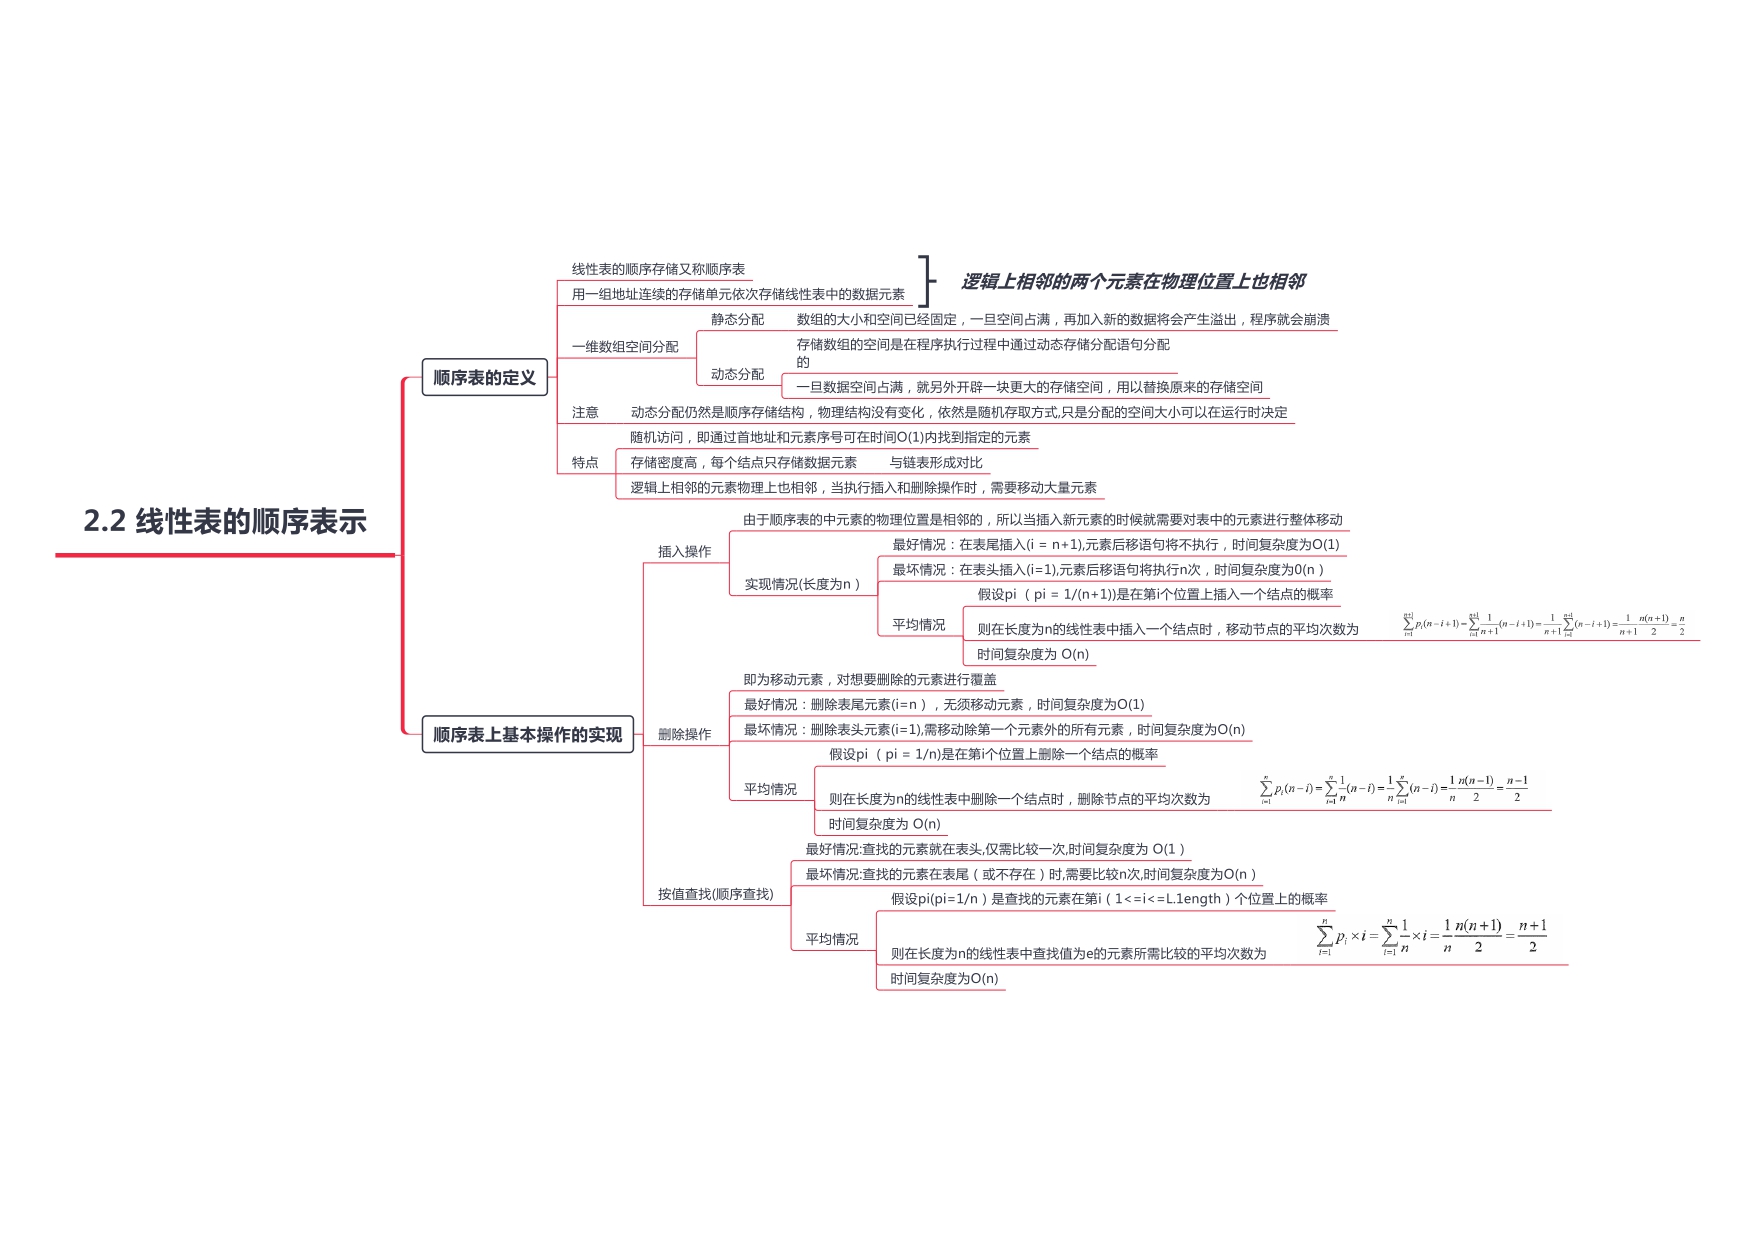 2.2 线性表的顺序表示
顺序表的定义
线性表的顺序存储又称顺序表
用一组地址连续的存储单元依次存储线性表中的数据元素
逻辑上相邻的两个元素在物理位置上也相邻
一维数组空间分配
静态分配
数组的大小和空间已经固定，一旦空间占满，再加入新的数据将会产生溢出，程序就会崩溃
动态分配
存储数组的空间是在程序执行过程中通过动态存储分配语句分配
的
一旦数据空间占满，就另外开辟一块更大的存储空间，用以替换原来的存储空间
注意
动态分配仍然是顺序存储结构，物理结构没有变化，依然是随机存取方式,只是分配的空间大小可以在运行时决定
特点
随机访问，即通过首地址和元素序号可在时间O(1)内找到指定的元素
存储密度高，每个结点只存储数据元素
与链表形成对比
逻辑上相邻的元素物理上也相邻，当执行插入和删除操作时，需要移动大量元素
顺序表上基本操作的实现
插入操作
由于顺序表的中元素的物理位置是相邻的，所以当插入新元素的时候就需要对表中的元素进行整体移动
实现情况(长度为n）
最好情况：在表尾插入(i = n+1),元素后移语句将不执行，时间复杂度为O(1)
最坏情况：在表头插入(i=1),元素后移语句将执行n次，时间复杂度为0(n）
平均情况
假设pi（ pi = 1/(n+1))是在第i个位置上插入一个结点的概率
则在长度为n的线性表中插入一个结点时，移动节点的平均次数为
\sum_{i=1}^{n+1} p_i(n-i+1)=\sum_{i=1}^{n+1}\frac{1}{n+1}(n-i+1)=\frac{1}{n+1}\sum_{i=1}^{n+1}(n-i+1)=\frac{1}{n+1}\frac{n(n+1)}{2}=\frac{n}{2}
时间复杂度为 O(n)
删除操作
即为移动元素，对想要删除的元素进行覆盖
最好情况：删除表尾元素(i=n），无须移动元素，时间复杂度为O(1)
最坏情况：删除表头元素(i=1),需移动除第一个元素外的所有元素，时间复杂度为O(n)
平均情况
假设pi（ pi = 1/n)是在第i个位置上删除一个结点的概率
则在长度为n的线性表中删除一个结点时，删除节点的平均次数为
\sum_{i=1}^{n} p_i(n-i)=\sum_{i=1}^{n}\frac{1}{n}(n-i)=\frac{1}{n}\sum_{i=1}^{n}(n-i)=\frac{1}{n}\frac{n(n-1)}{2}=\frac{n-1}{2}
时间复杂度为 O(n)
按值查找(顺序查找)
最好情况:查找的元素就在表头,仅需比较一次,时间复杂度为 O(1）
最坏情况:查找的元素在表尾（或不存在）时,需要比较n次,时间复杂度为O(n）
平均情况
假设pi(pi=1/n）是查找的元素在第i（1<=i<=L.1ength）个位置上的概率
则在长度为n的线性表中查找值为e的元素所需比较的平均次数为
\sum_{i=1}^{n} p_i×i=\sum_{i=1}^{n}\frac{1}{n}×i=\frac{1}{n}\frac{n(n+1)}{2}=\frac{n+1}{2}
时间复杂度为O(n)